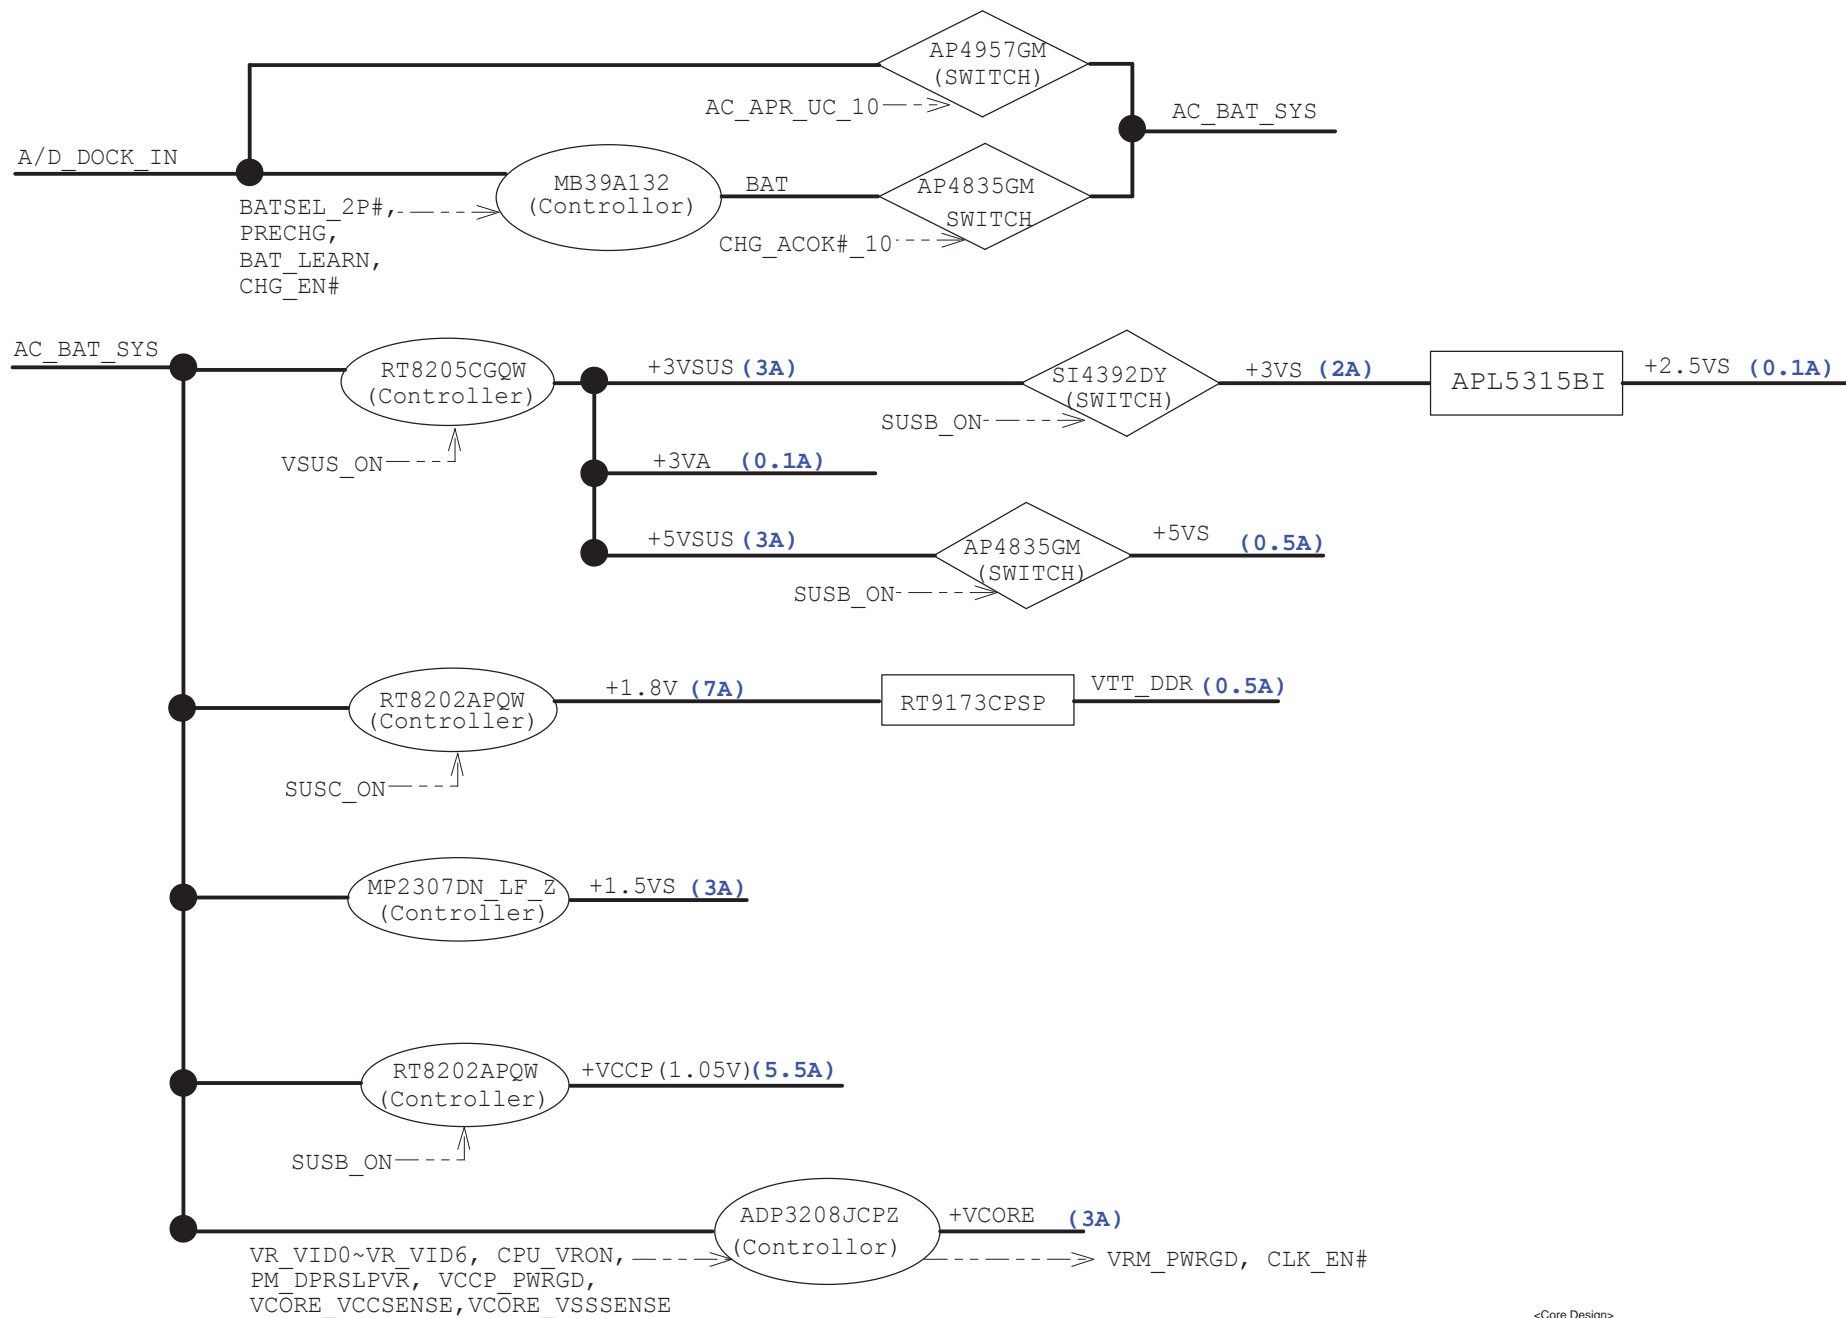 AP4957GM
(SWITCH)
AC_APR_UC_10
AC_BAT_SYS
A/D_DOCK_IN
MB39A132
(Controllor)
BAT
AP4835GM
SWITCH
BATSEL_2P#,
PRECHG,
BAT_LEARN,
CHG_EN#
CHG_ACOK#_10
AC_BAT_SYS
RT8205CGQW
(Controller)
VSUS_ON
+3VSUS (3A)
SI4392DY
(SWITCH)
SUSB_ON
+3VS (2A)
APL5315BI
+2.5VS (0.1A)
+3VA (0.1A)
+5VSUS (3A)
AP4835GM
(SWITCH)
SUSB_ON
+5VS (0.5A)
RT8202APQW
(Controller)
SUSC_ON
+1.8V (7A)
RT9173CPSP
VTT_DDR (0.5A)
MP2307DN_LF_Z
(Controller)
+1.5VS (3A)
RT8202APQW
(Controller)
SUSB_ON
+VCCP(1.05V)(5.5A)
ADP3208JCPZ
(Controllor)
+VCORE (3A)
VR_VID0~VR_VID6, CPU_VRON,
PM_DPRSLPVR, VCCP_PWRGD,
VCORE_VCCSENSE,VCORE_VSSSENSE
VRM_PWRGD, CLK_EN#
<Core Design>